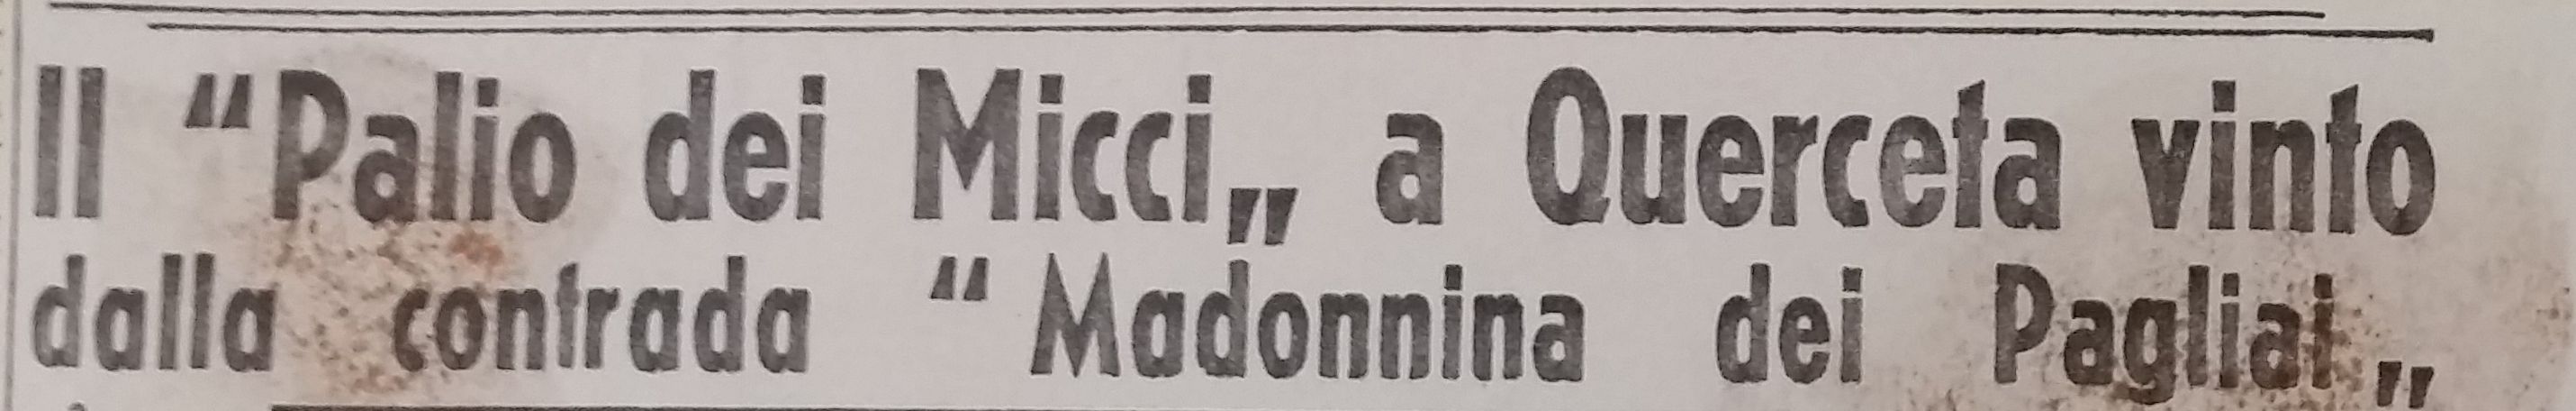 Il “Palio dei Micci„ a Querceta vinto
dalla contrada “Madonnina dei Pagliai„